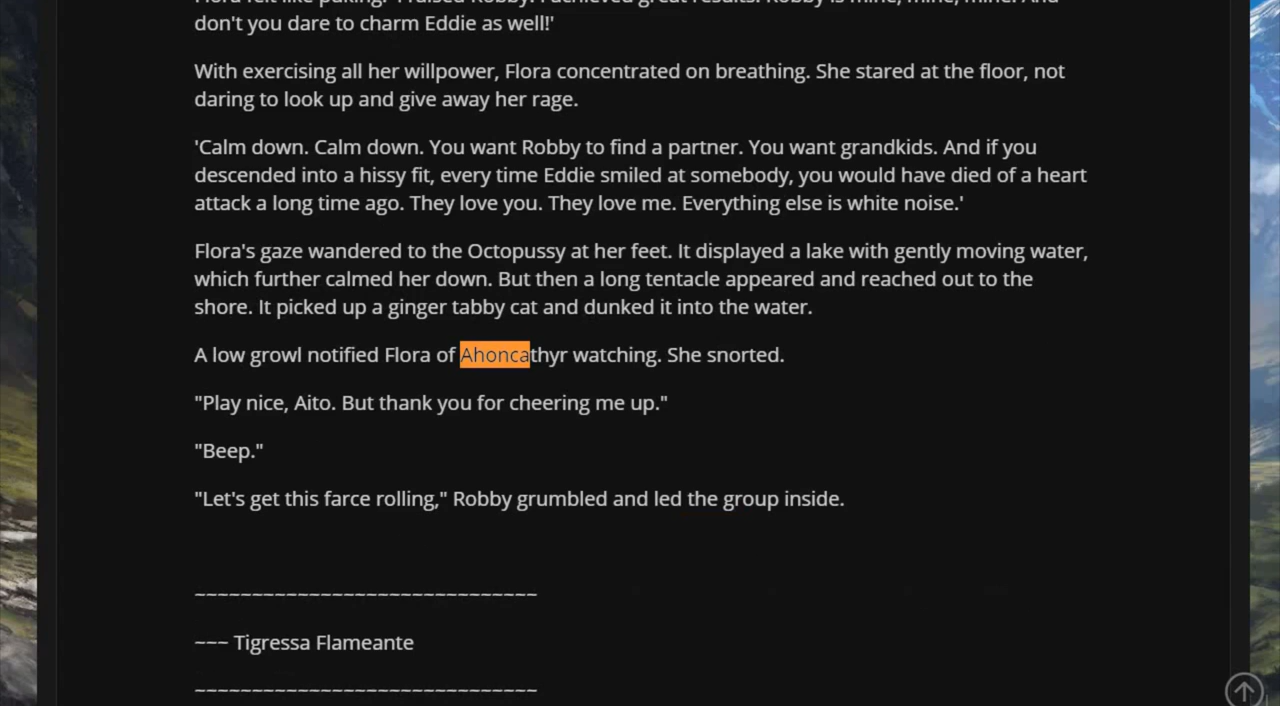 don't you dare to charm Eddie as well!'
With exercising all her willpower, Flora concentrated on breathing. She stared at the floor, not
daring to look up and give away her rage.
'Calm down. Calm down. You want Robby to find a partner. You want grandkids. And if you
descended into a hissy fit, every time Eddie smiled at somebody, you would have died of a heart
attack a long time ago. They love you. They love me. Everything else is white noise.'
Flora's gaze wandered to the Octopussy at her feet. It displayed a lake with gently moving water,
which further calmed her down. But then a long tentacle appeared and reached out to the
shore. It picked up a ginger tabby cat and dunked it into the water.
A low growl notified Flora of Ahoncathyr watching. She snorted.
"Play nice, Aito. But thank you for cheering me up."
"Beep."
"Let's get this farce rolling," Robby grumbled and led the group inside.
~~~~~~~~~~~~~~~~~~~~~~~~~~~~~~
~~~ Tigressa Flameante
~~~~~~~~~~~~~~~~~~~~~~~~~~~~~~